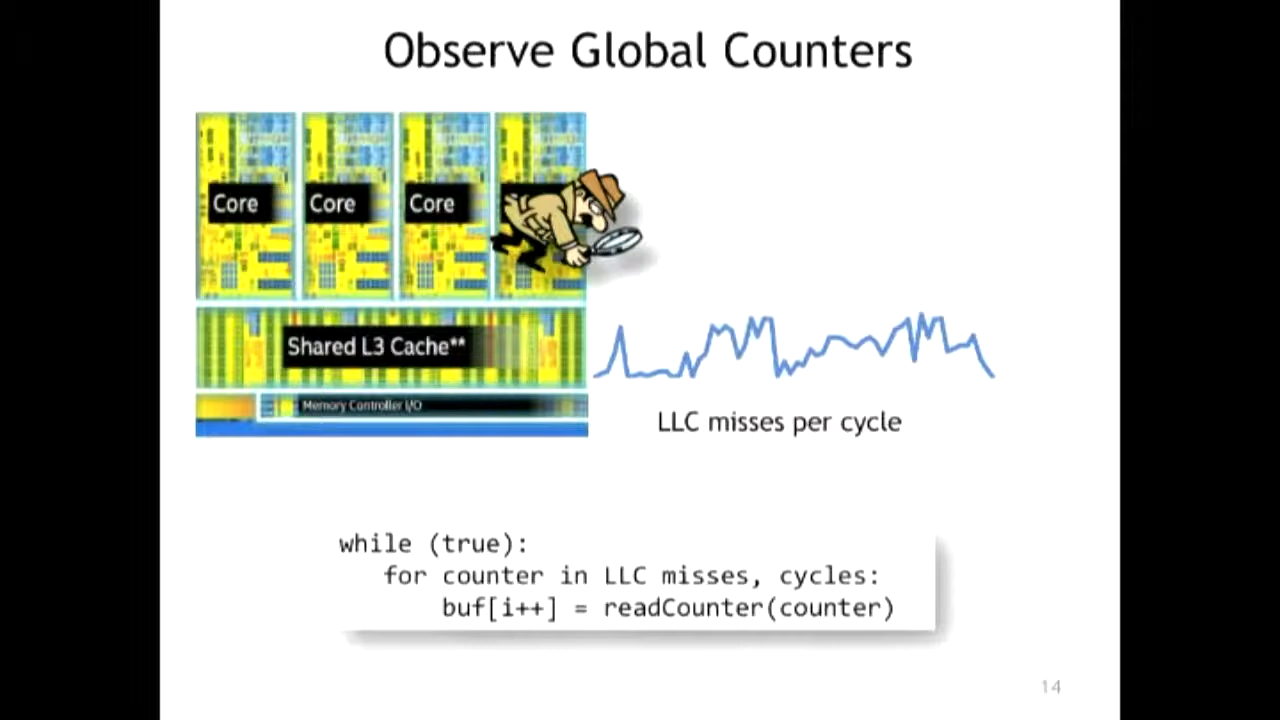 Observe Global Counters
Core
Core
Core
Shared L3 Cache**
Memory Controller I/O
LLC misses per cycle
while (true):
for counter in LLC misses, cycles:
buf[i++] = readCounter(counter)
14